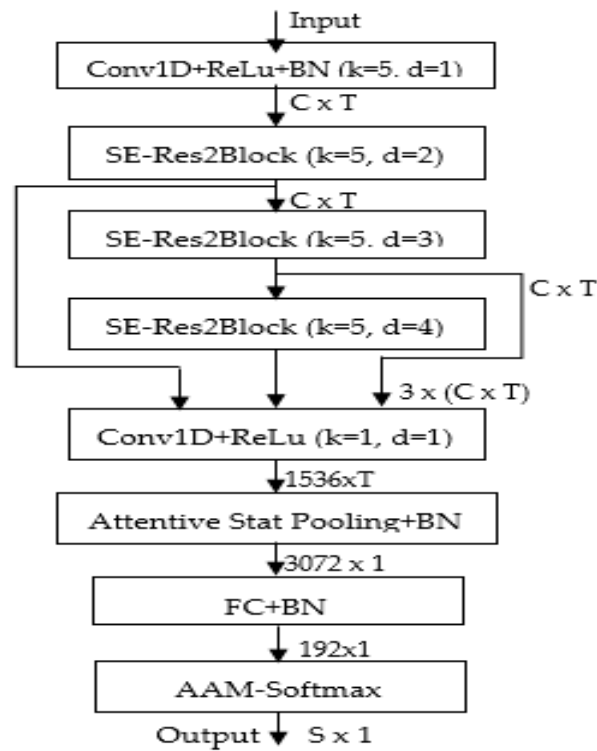 Input
Conv1D+ReLu+BN (k=5. d=1)
C x T
SE-Res2Block (k=5, d=2)
C x T
SE-Res2Block (k=5. d=3)
C x T
SE-Res2Block (k=5, d=4)
3 x (C x T)
Conv1D+ReLu (k=1, d=1)
1536xT
Attentive Stat Pooling+BN
3072 x 1
FC+BN
192x1
AAM-Softmax
Output S x 1